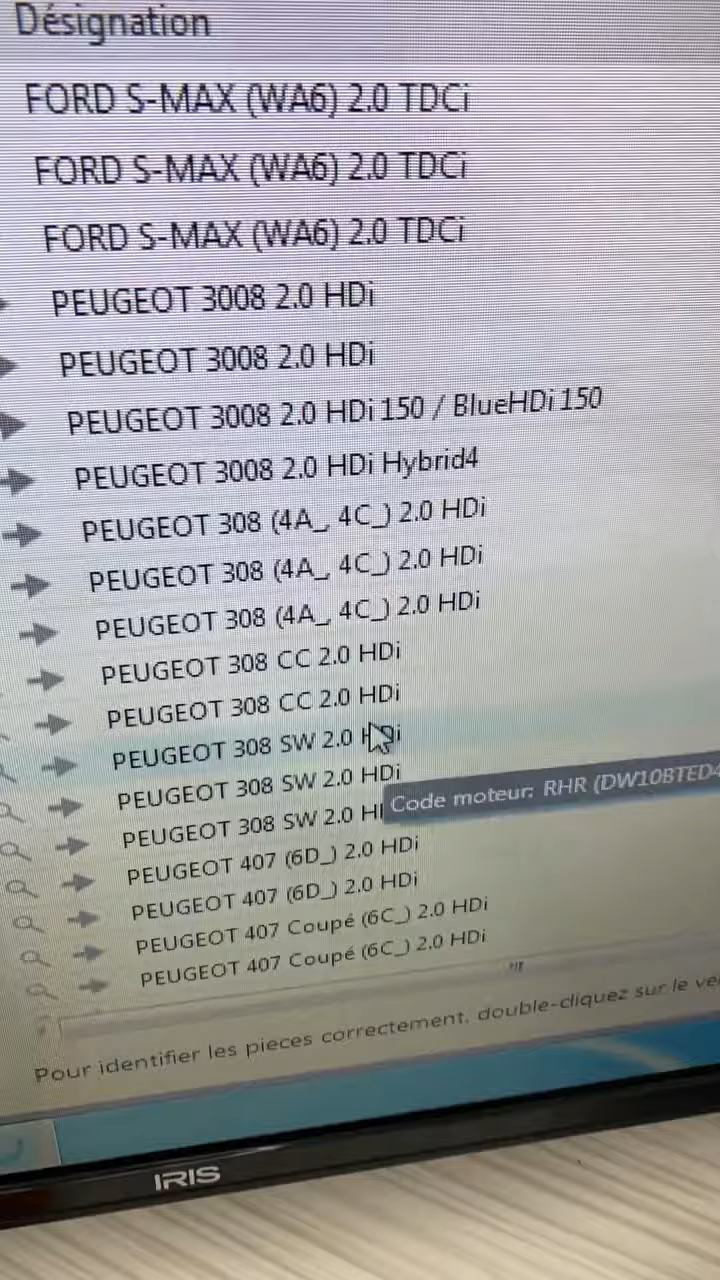 Désignation
FORD S-MAX (WA6) 2.0 TDCi
FORD S-MAX (WA6) 2.0 TDCi
FORD S-MAX (WA6) 2.0 TDCi
PEUGEOT 3008 2.0 HDi
PEUGEOT 3008 2.0 HDi
PEUGEOT 3008 2.0 HDi 150 / BlueHDi 150
PEUGEOT 3008 2.0 HDi Hybrid4
PEUGEOT 308 (4A_, 4C_) 2.0 HDi
PEUGEOT 308 (4A_, 4C_) 2.0 HDi
PEUGEOT 308 (4A_, 4C_) 2.0 HDi
PEUGEOT 308 CC 2.0 HDi
PEUGEOT 308 CC 2.0 HDi
PEUGEOT 308 SW 2.0 HDi
PEUGEOT 308 SW 2.0 HDi
PEUGEOT 308 SW 2.0
Code moteur: RHR (DW10BTED4
PEUGEOT 407 (6D_) 2.0 HDi
PEUGEOT 407 (6D_) 2.0 HDi
PEUGEOT 407 Coupé (6C_) 2.0 HDi
PEUGEOT 407 Coupé (6C_) 2.0 HDi
Pour identifier les pieces correctement, double-cliquez sur le
IRIS